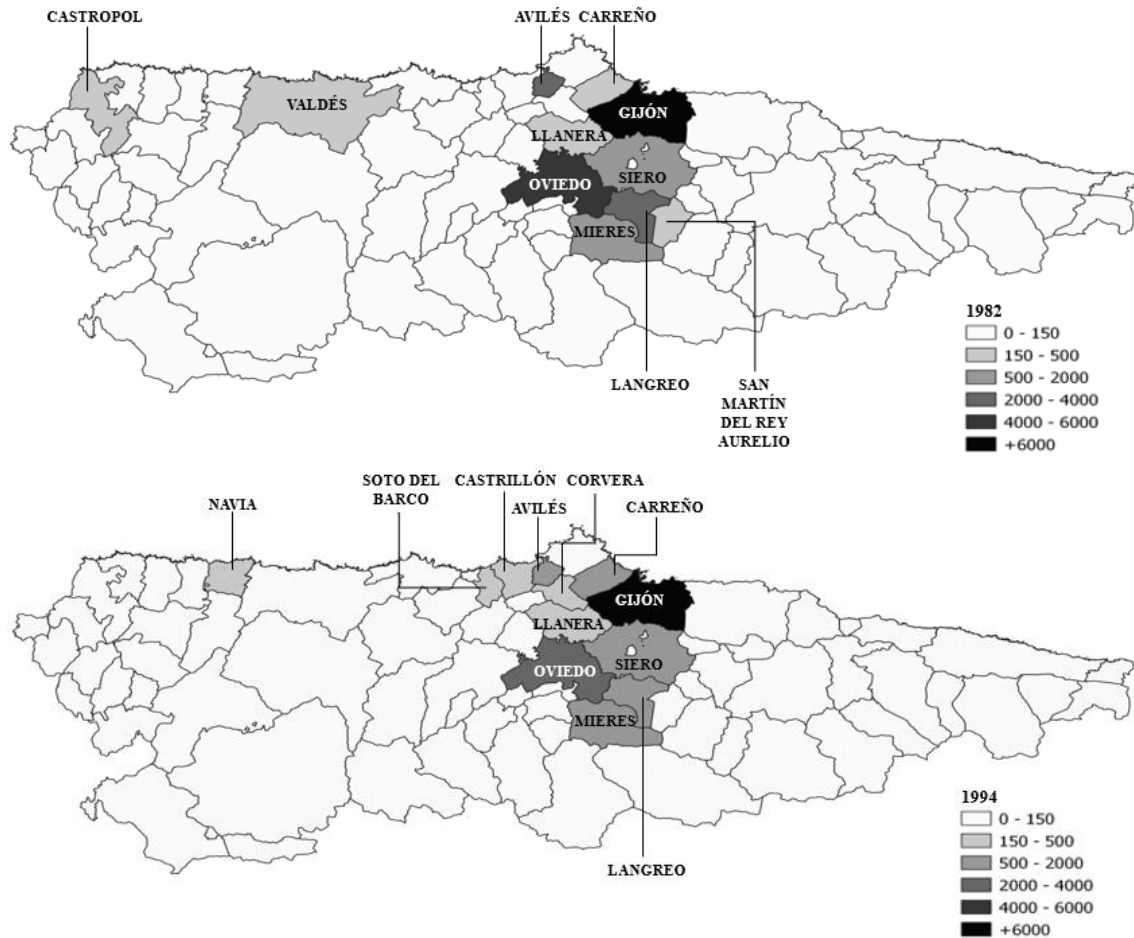 CASTROPOL
AVILÉS
CARREÑO
VALDÉS
GIJÓN
LLANERA
SIERO
OVIEDO
MIERES
LANGREO
SAN
MARTÍN
DEL REY
AURELIO
1982
0 - 150
150 - 500
500 - 2000
2000 - 4000
4000 - 6000
+6000
NAVIA
SOTO DEL
BARCO
CASTRILLÓN
CORVERA
AVILÉS
CARREÑO
GIJÓN
LLANERA
SIERO
OVIEDO
MIERES
LANGREO
1994
0 - 150
150 - 500
500 - 2000
2000 - 4000
4000 - 6000
+6000